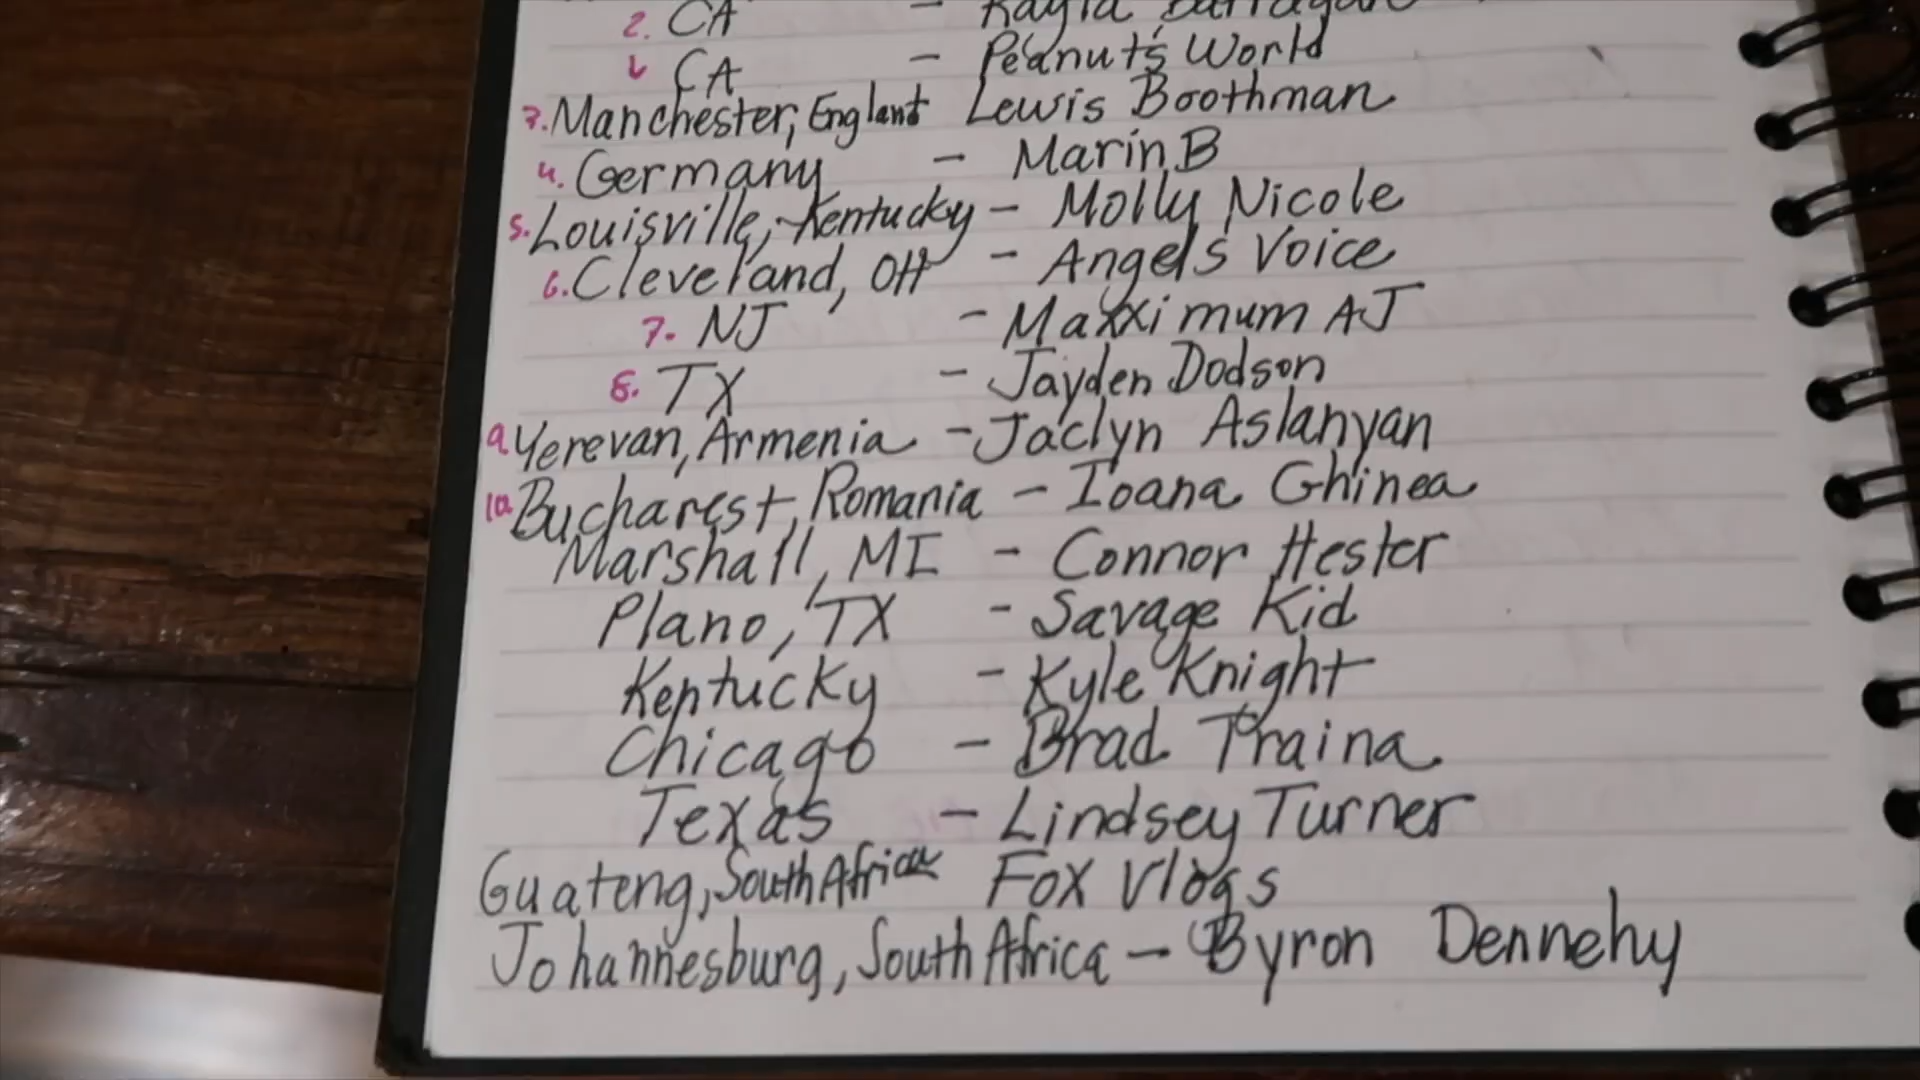 2. CA - Kayla Barragan
CA - Peanut's World
3. Manchester, England Lewis Boothman
4. Germany - Marin B
5. Louisville, Kentucky - Molly Nicole
6. Cleveland, OH - Angel's Voice
7. NJ - Maxximum AJ
8. TX - Jayden Dodson
9. Yerevan, Armenia - Jaclyn Aslanyan
10. Bucharest, Romania - Ioana Ghinea
Marshall, MI - Connor Hester
Plano, TX - Savage Kid
Kentucky - Kyle Knight
Chicago - Brad Traina
Texas - Lindsey Turner
Guateng, South Africa Fox Vlogs
Johannesburg, South Africa - Byron Dennehy